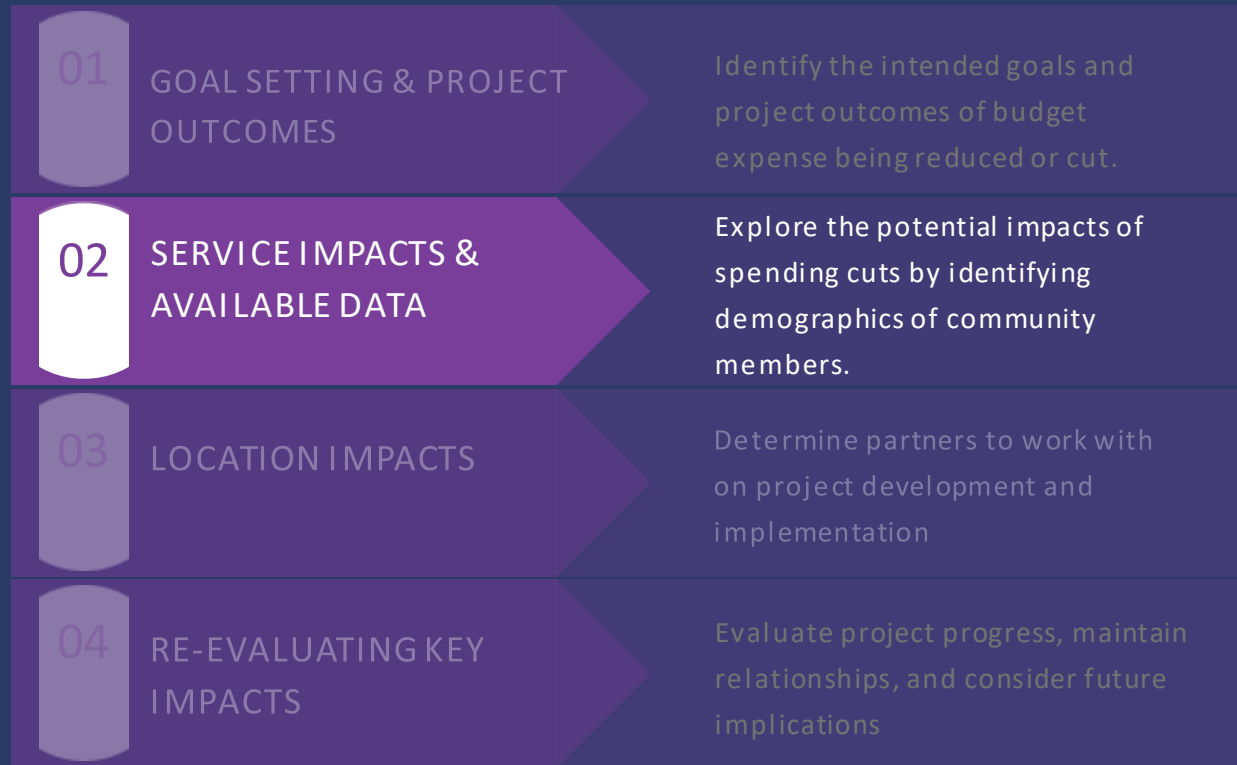 01
GOAL SETTING & PROJECT
OUTCOMES
Identify the intended goals and
project outcomes of budget
expense being reduced or cut.
02
SERVICE IMPACTS &
AVAILABLE DATA
Explore the potential impacts of
spending cuts by identifying
demographics of community
members.
03
LOCATION IMPACTS
Determine partners to work with
on project development and
implementation
04
RE-EVALUATING KEY
IMPACTS
Evaluate project progress, maintain
relationships, and consider future
implications